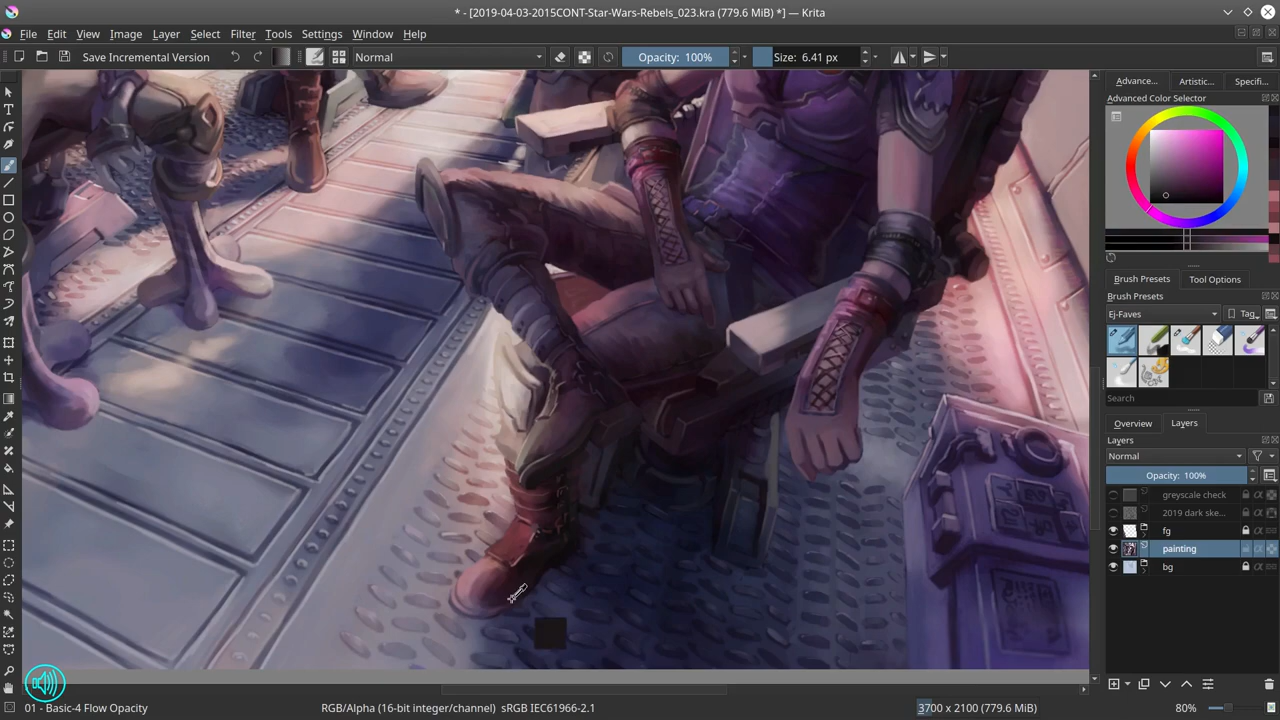 * - [2019-04-03-2015CONT-Star-Wars-Rebels_023.kra (779.6 MiB) *] — Krita
File Edit View Image Layer Select Filter Tools Settings Window Help
Save Incremental Version Normal Opacity: 100% Size: 6.41 px
Advance... Artistic... Specifi...
Advanced Color Selector
Brush Presets Tool Options
Brush Presets
Ej-Faves Tag
Search
Overview Layers
Layers
Normal
Opacity: 100%
greyscale check
2019 dark ske...
fg
painting
bg
01 - Basic-4 Flow Opacity RGB/Alpha (16-bit integer/channel) sRGB IEC61966-2.1 3700 x 2100 (779.6 MiB) 80%